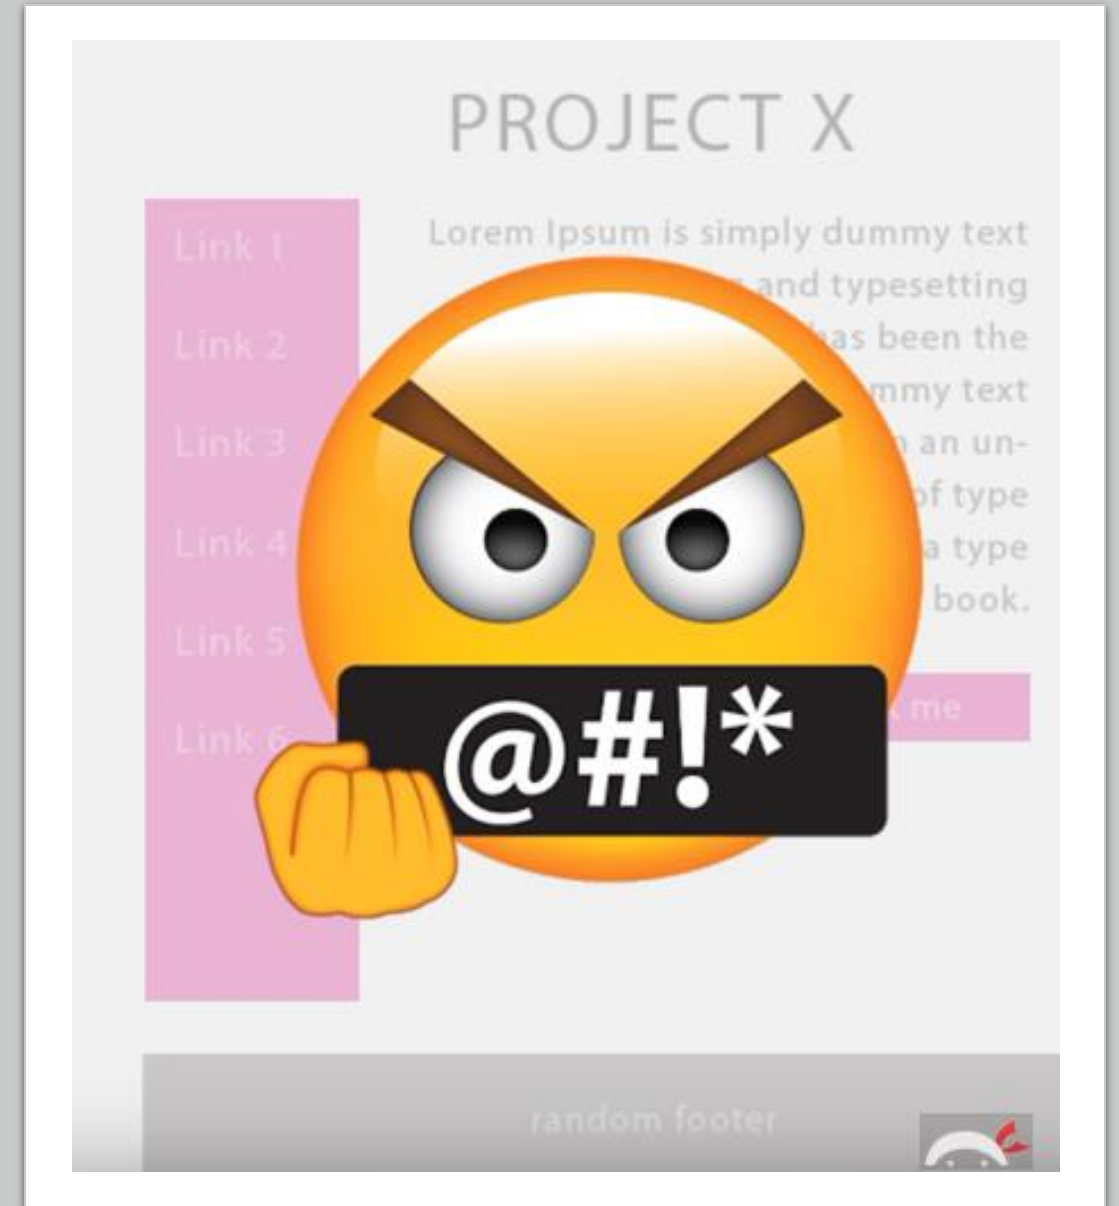 PROJECT X
Link 1
Link 2
Link 3
Link 4
Link 5
Link 6
Lorem Ipsum is simply dummy text
and typesetting
has been the
text
an un-
of type
a type
book.
me
@#!*
random footer